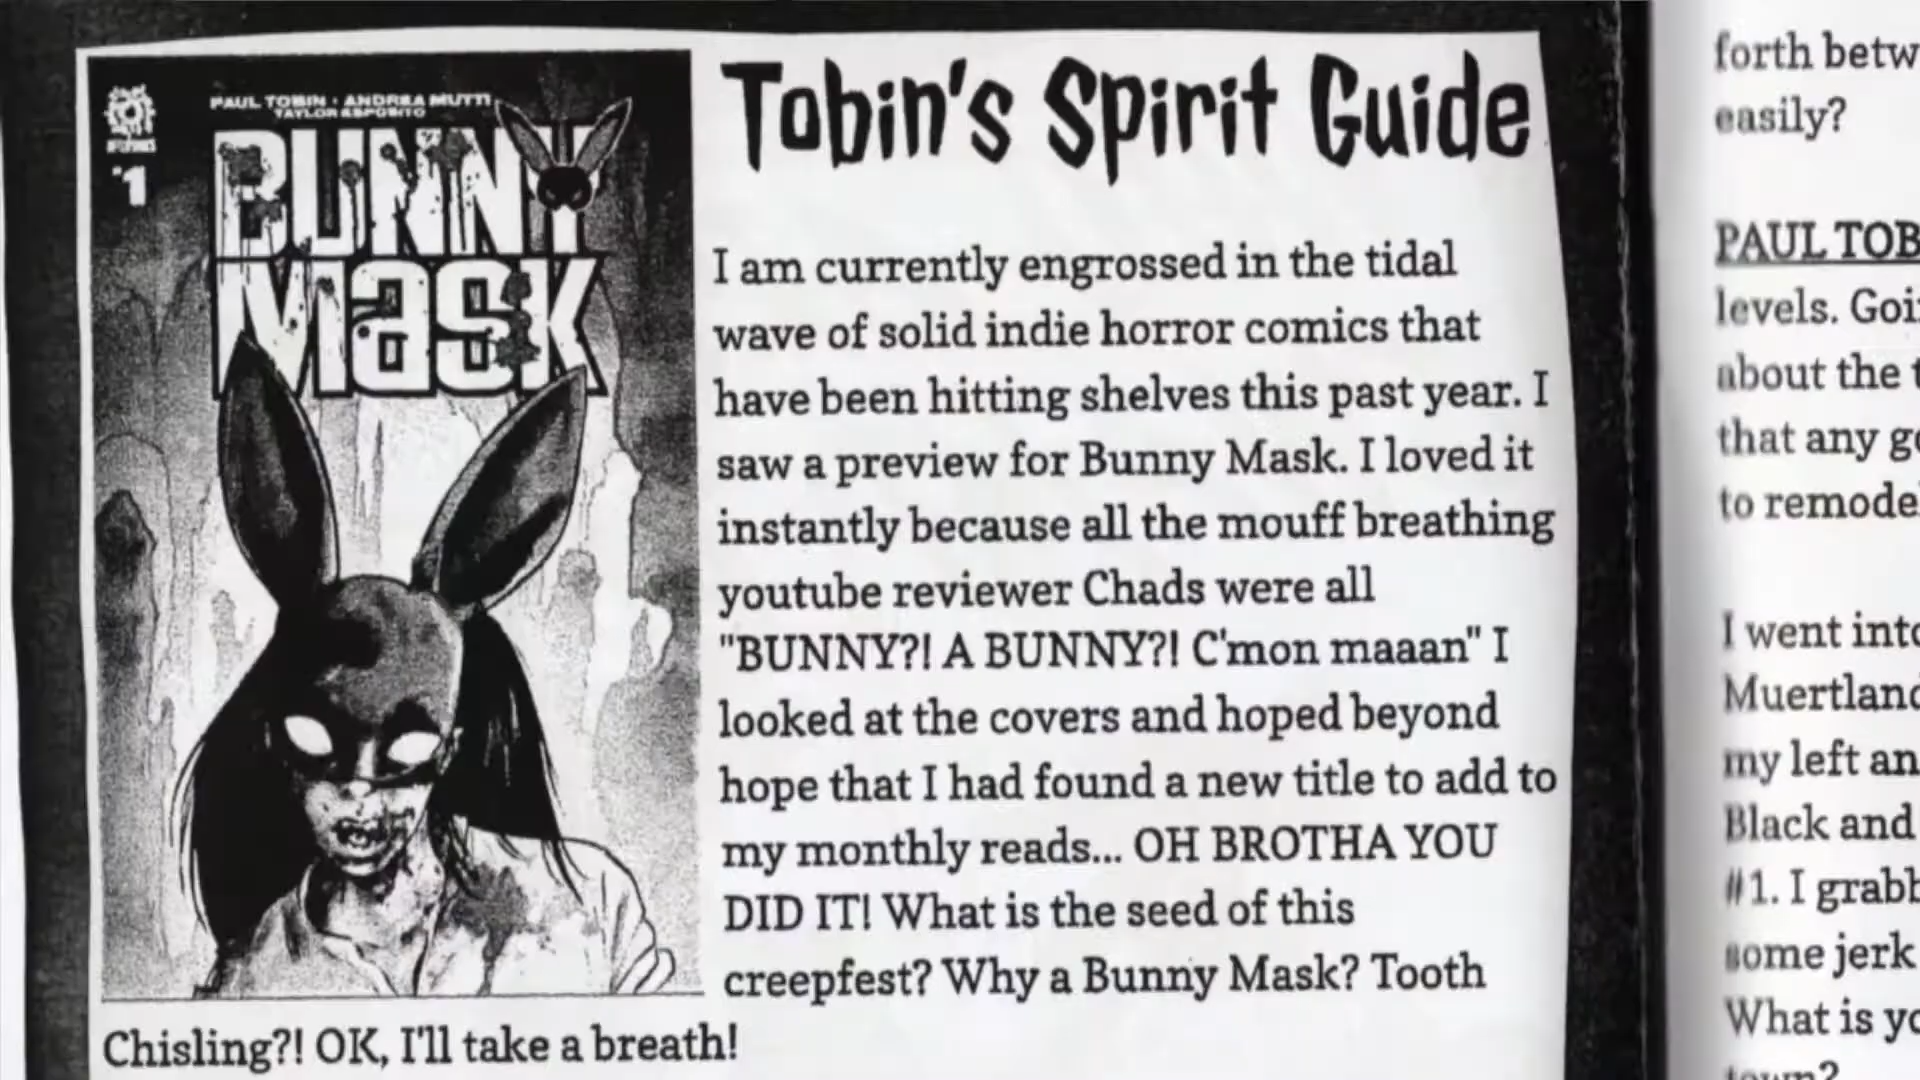 PAUL TOBIN · ANDREA MUTTI
TAYLOR ESPOSITO
#1
BUNNY
MASK
Tobin's Spirit Guide
I am currently engrossed in the tidal
wave of solid indie horror comics that
have been hitting shelves this past year. I
saw a preview for Bunny Mask. I loved it
instantly because all the mouff breathing
youtube reviewer Chads were all
"BUNNY?! A BUNNY?! C'mon maaan" I
looked at the covers and hoped beyond
hope that I had found a new title to add to
my monthly reads... OH BROTHA YOU
DID IT! What is the seed of this
creepfest? Why a Bunny Mask? Tooth
Chisling?! OK, I'll take a breath!
forth betw
easily?
PAUL TOB
levels. Goi
about the t
that any go
to remodel
I went into
Muertland
my left an
Black and
#1. I grabb
some jerk
What is yo
town?